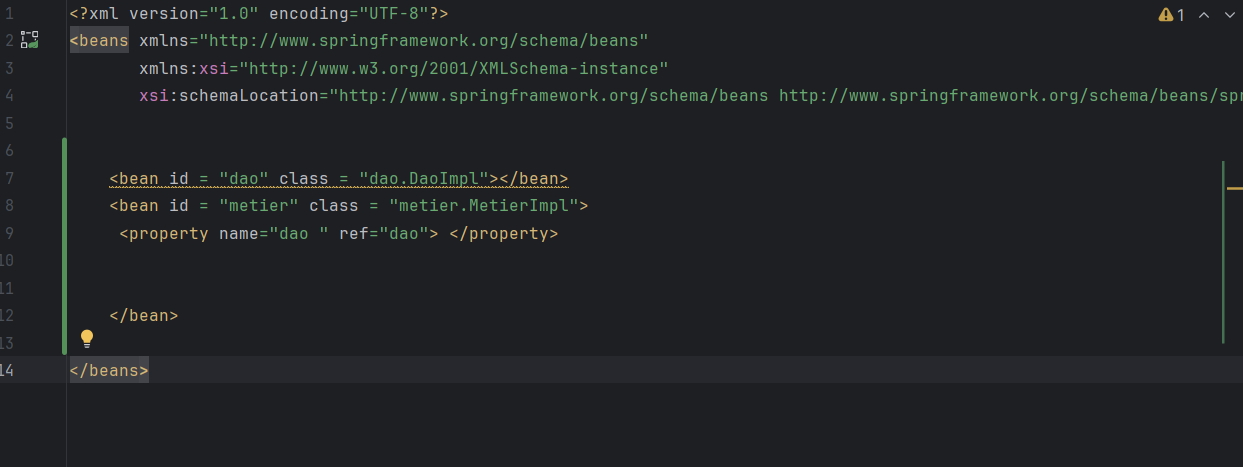 1 <?xml version="1.0" encoding="UTF-8"?> 1
2 <beans xmlns="http://www.springframework.org/schema/beans"
3 xmlns:xsi="http://www.w3.org/2001/XMLSchema-instance"
4 xsi:schemaLocation="http://www.springframework.org/schema/beans http://www.springframework.org/schema/beans/spr
5
6
7 <bean id = "dao" class = "dao.DaoImpl"></bean>
8 <bean id = "metier" class = "metier.MetierImpl">
9 <property name="dao " ref="dao"> </property>
10
11
12 </bean>
13
14 </beans>